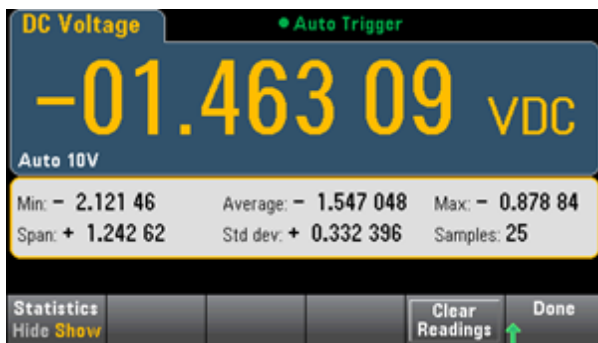 DC Voltage Auto Trigger
-01.463 09 VDC
Auto 10V
Min: - 2.121 46 Average: - 1.547 048 Max: - 0.878 84
Span: + 1.242 62 Std dev: + 0.332 396 Samples: 25
Statistics Clear Done
Hide Show Readings